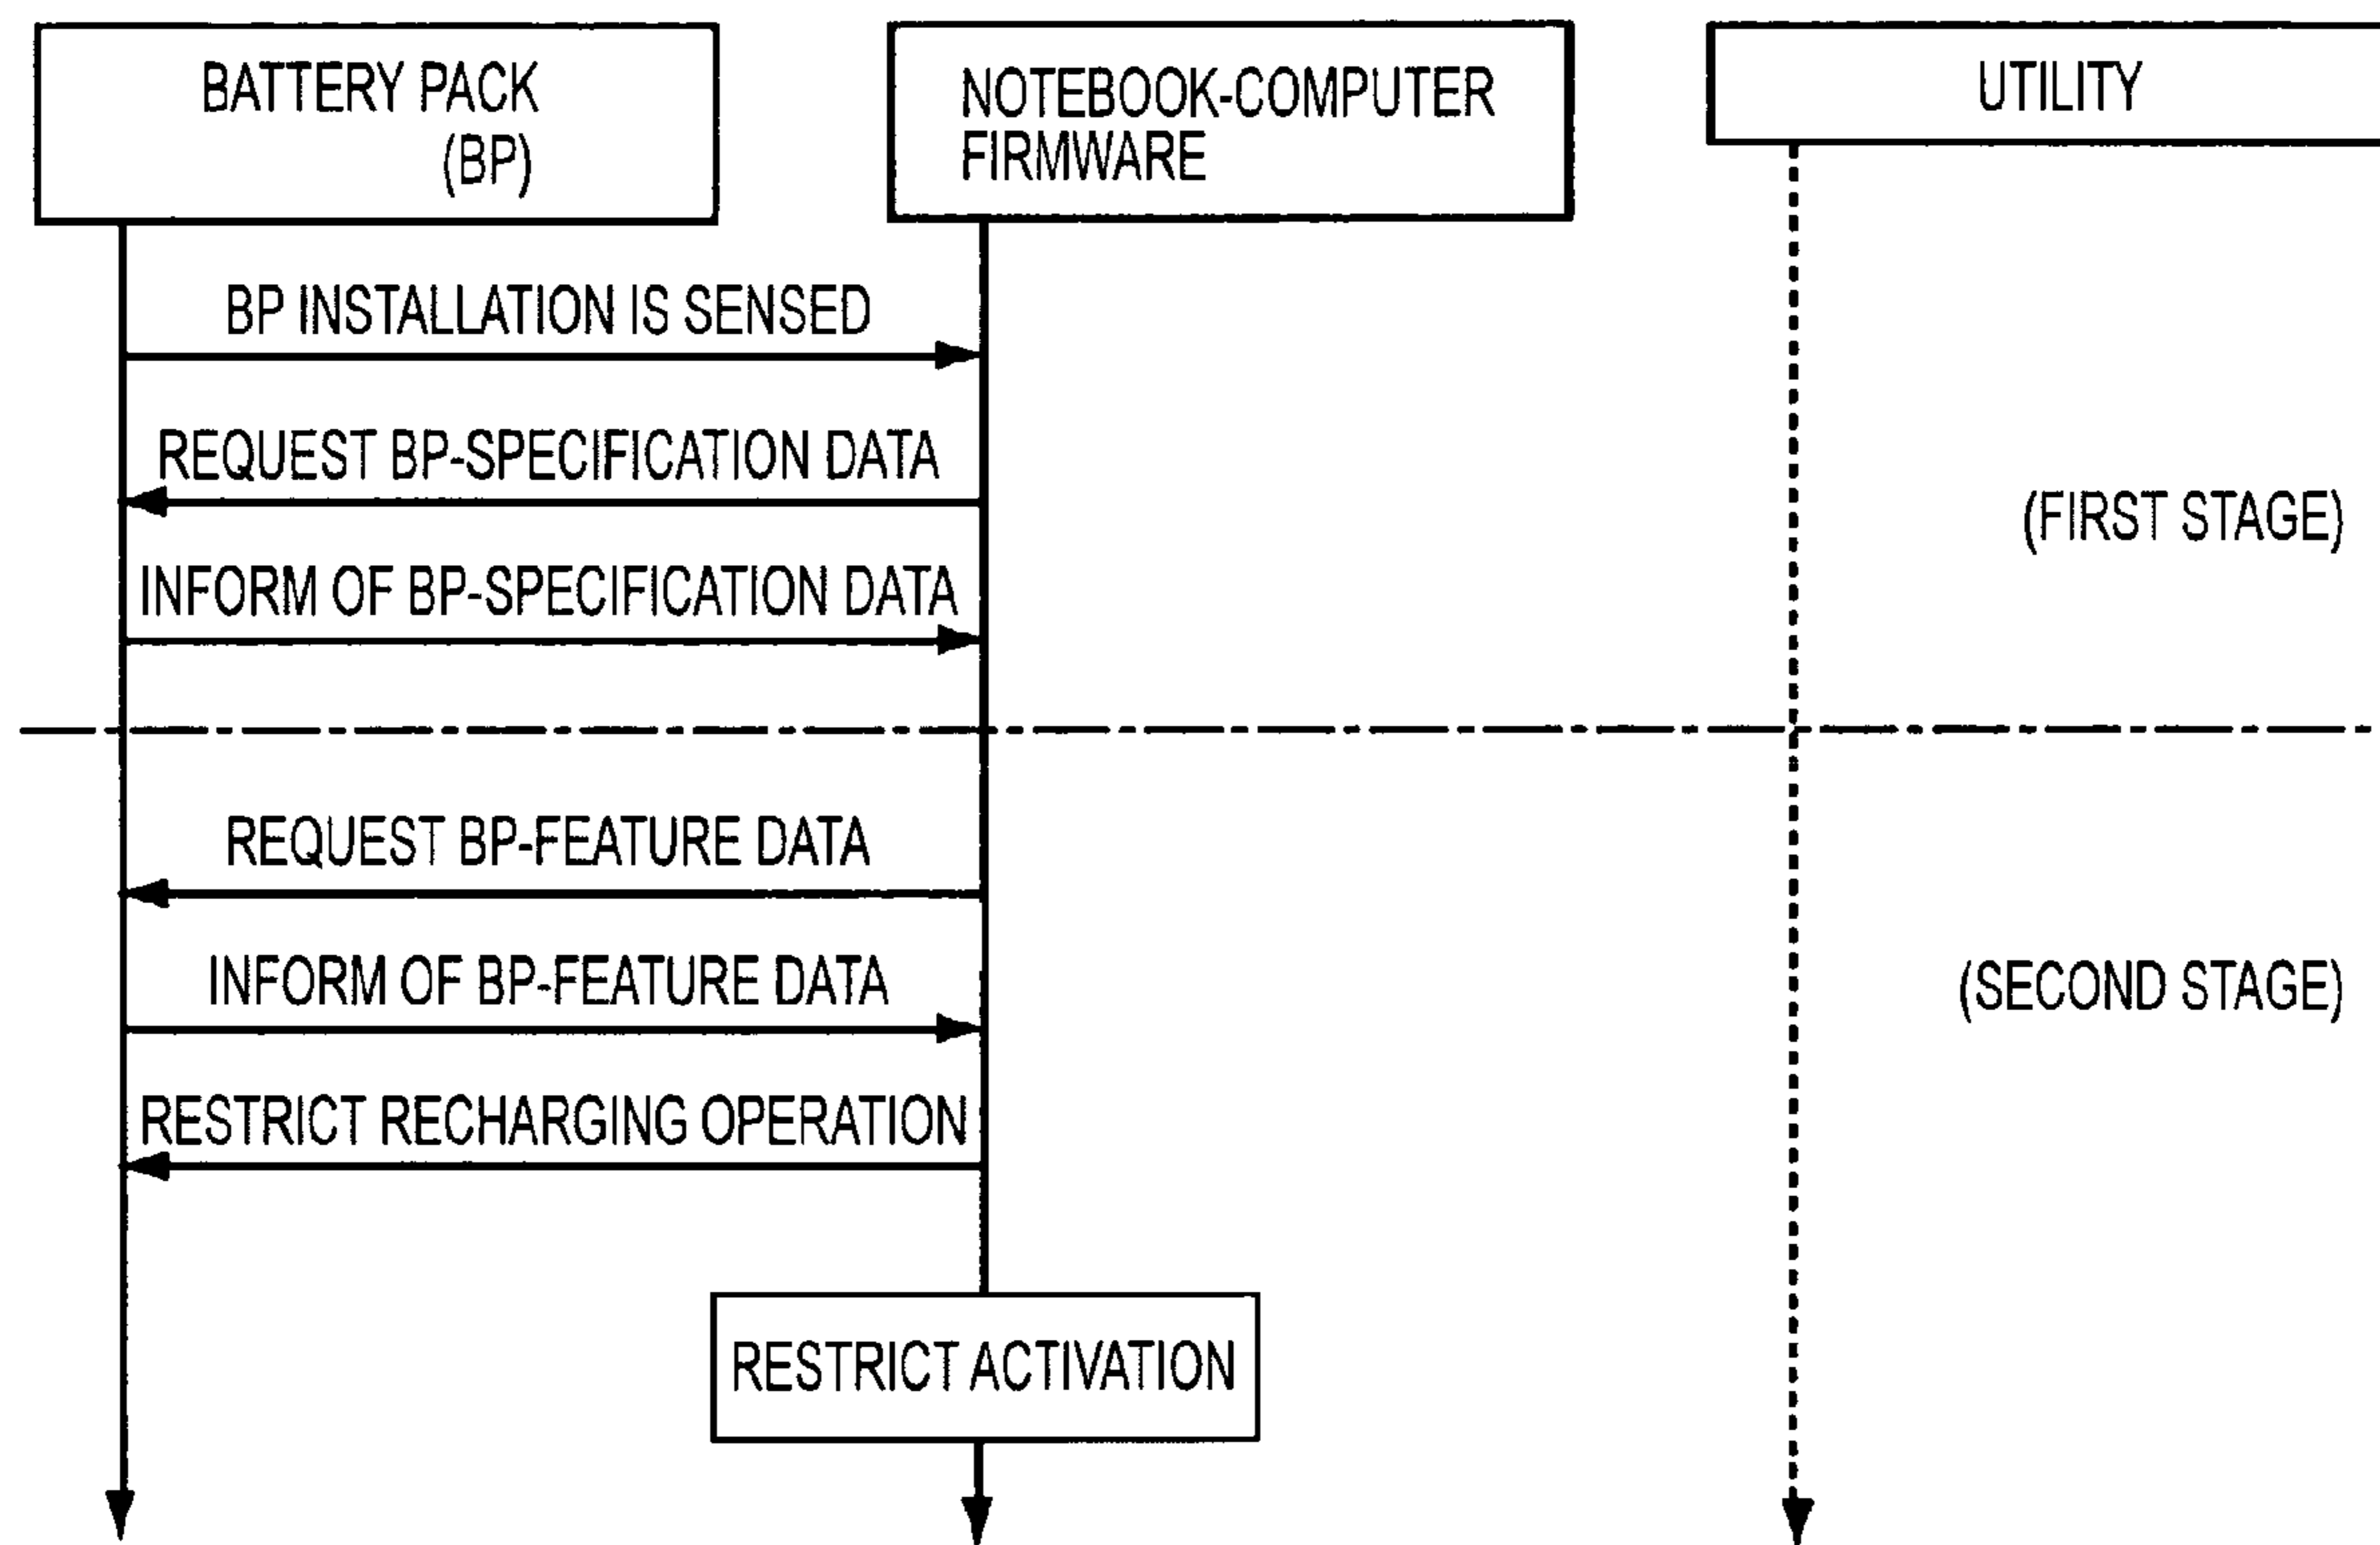 BATTERY PACK
(BP)
NOTEBOOK-COMPUTER
FIRMWARE
UTILITY
BP INSTALLATION IS SENSED
REQUEST BP-SPECIFICATION DATA
(FIRST STAGE)
INFORM OF BP-SPECIFICATION DATA
REQUEST BP-FEATURE DATA
INFORM OF BP-FEATURE DATA
(SECOND STAGE)
RESTRICT RECHARGING OPERATION
RESTRICT ACTIVATION